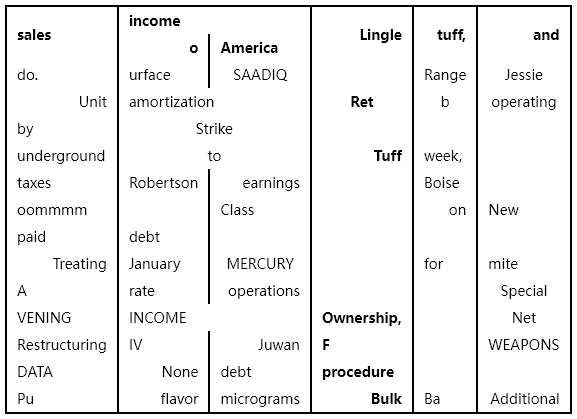 sales income Lingle tuff, and
o America
do. urface SAADIQ Range Jessie
Unit amortization Ret b operating
by Strike
underground to Tuff week,
taxes Robertson earnings Boise
oommmm Class on New
paid debt
Treating January MERCURY for mite
A rate operations Special
VENING INCOME Ownership, Net
Restructuring IV Juwan F WEAPONS
DATA None debt procedure
Pu flavor micrograms Bulk Ba Additional